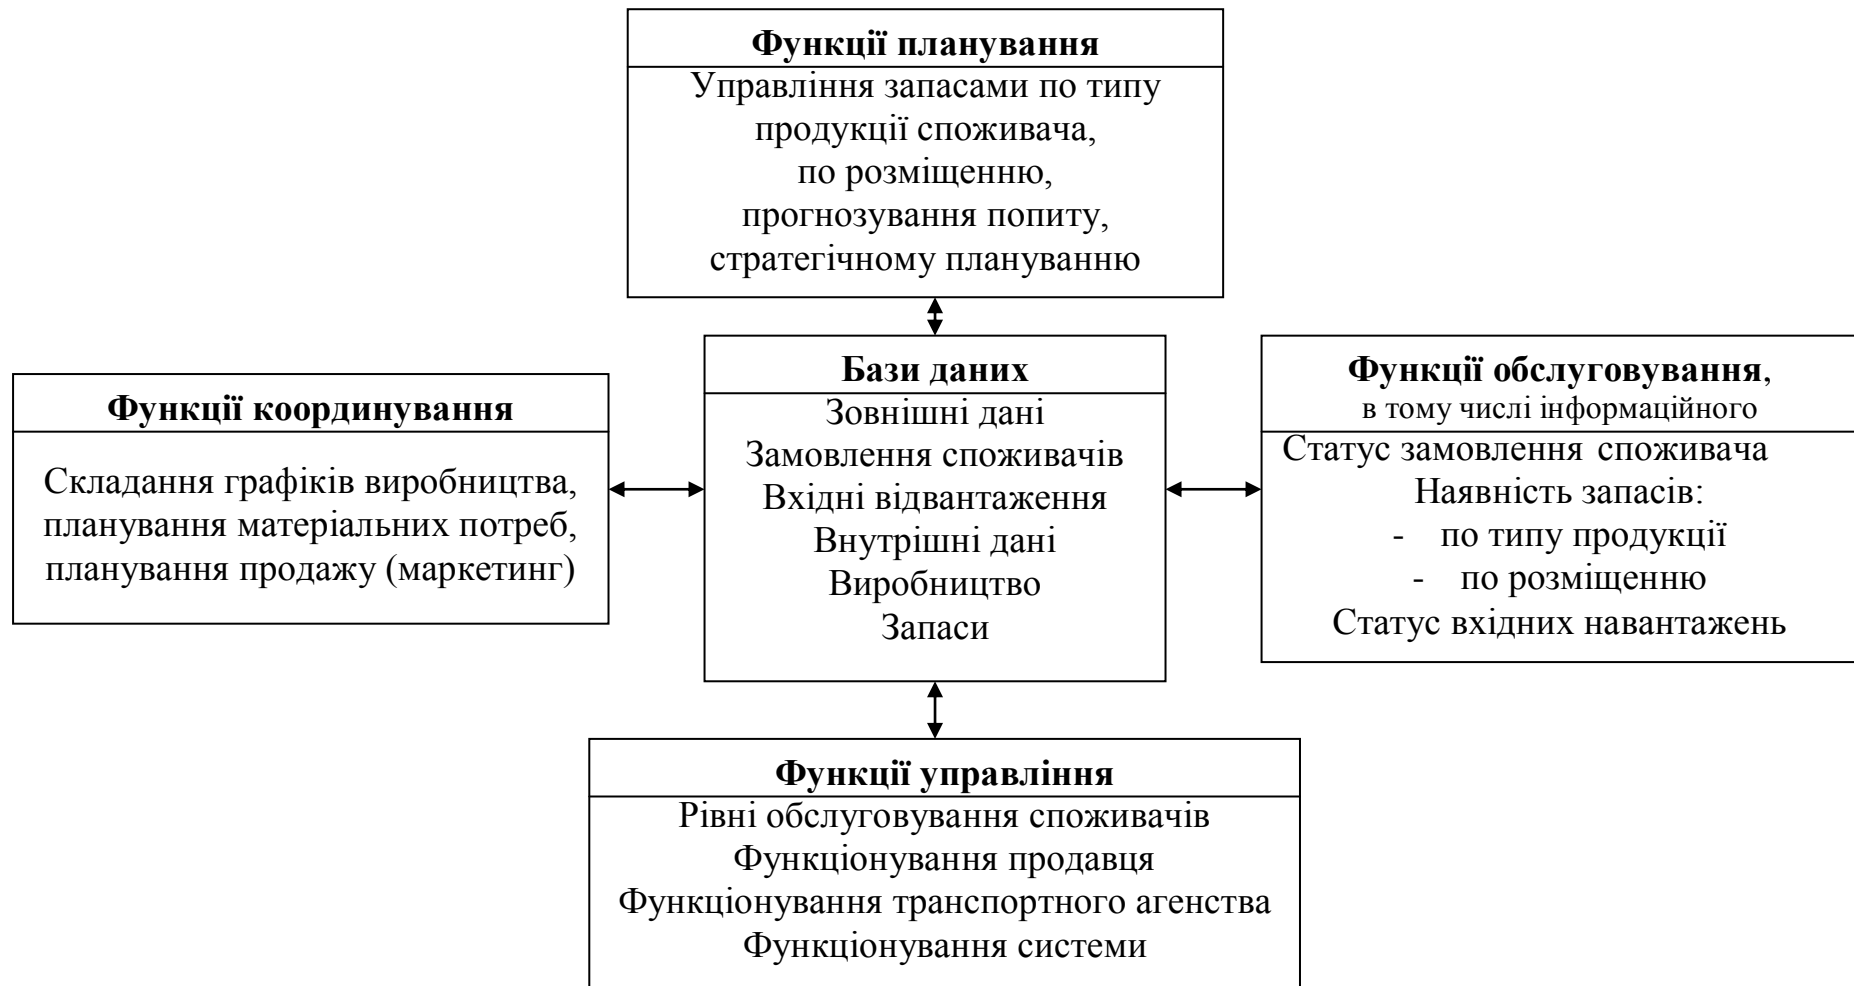 Функції планування
Управління запасами по типу
продукції споживача,
по розміщенню,
прогнозування попиту,
стратегічному плануванню
Функції координування
Складання графіків виробництва,
планування матеріальних потреб,
планування продажу (маркетинг)
Бази даних
Зовнішні дані
Замовлення споживачів
Вхідні відвантаження
Внутрішні дані
Виробництво
Запаси
Функції обслуговування,
в тому числі інформаційного
Статус замовлення споживача
Наявність запасів:
- по типу продукції
- по розміщенню
Статус вхідних навантажень
Функції управління
Рівні обслуговування споживачів
Функціонування продавця
Функціонування транспортного агенства
Функціонування системи